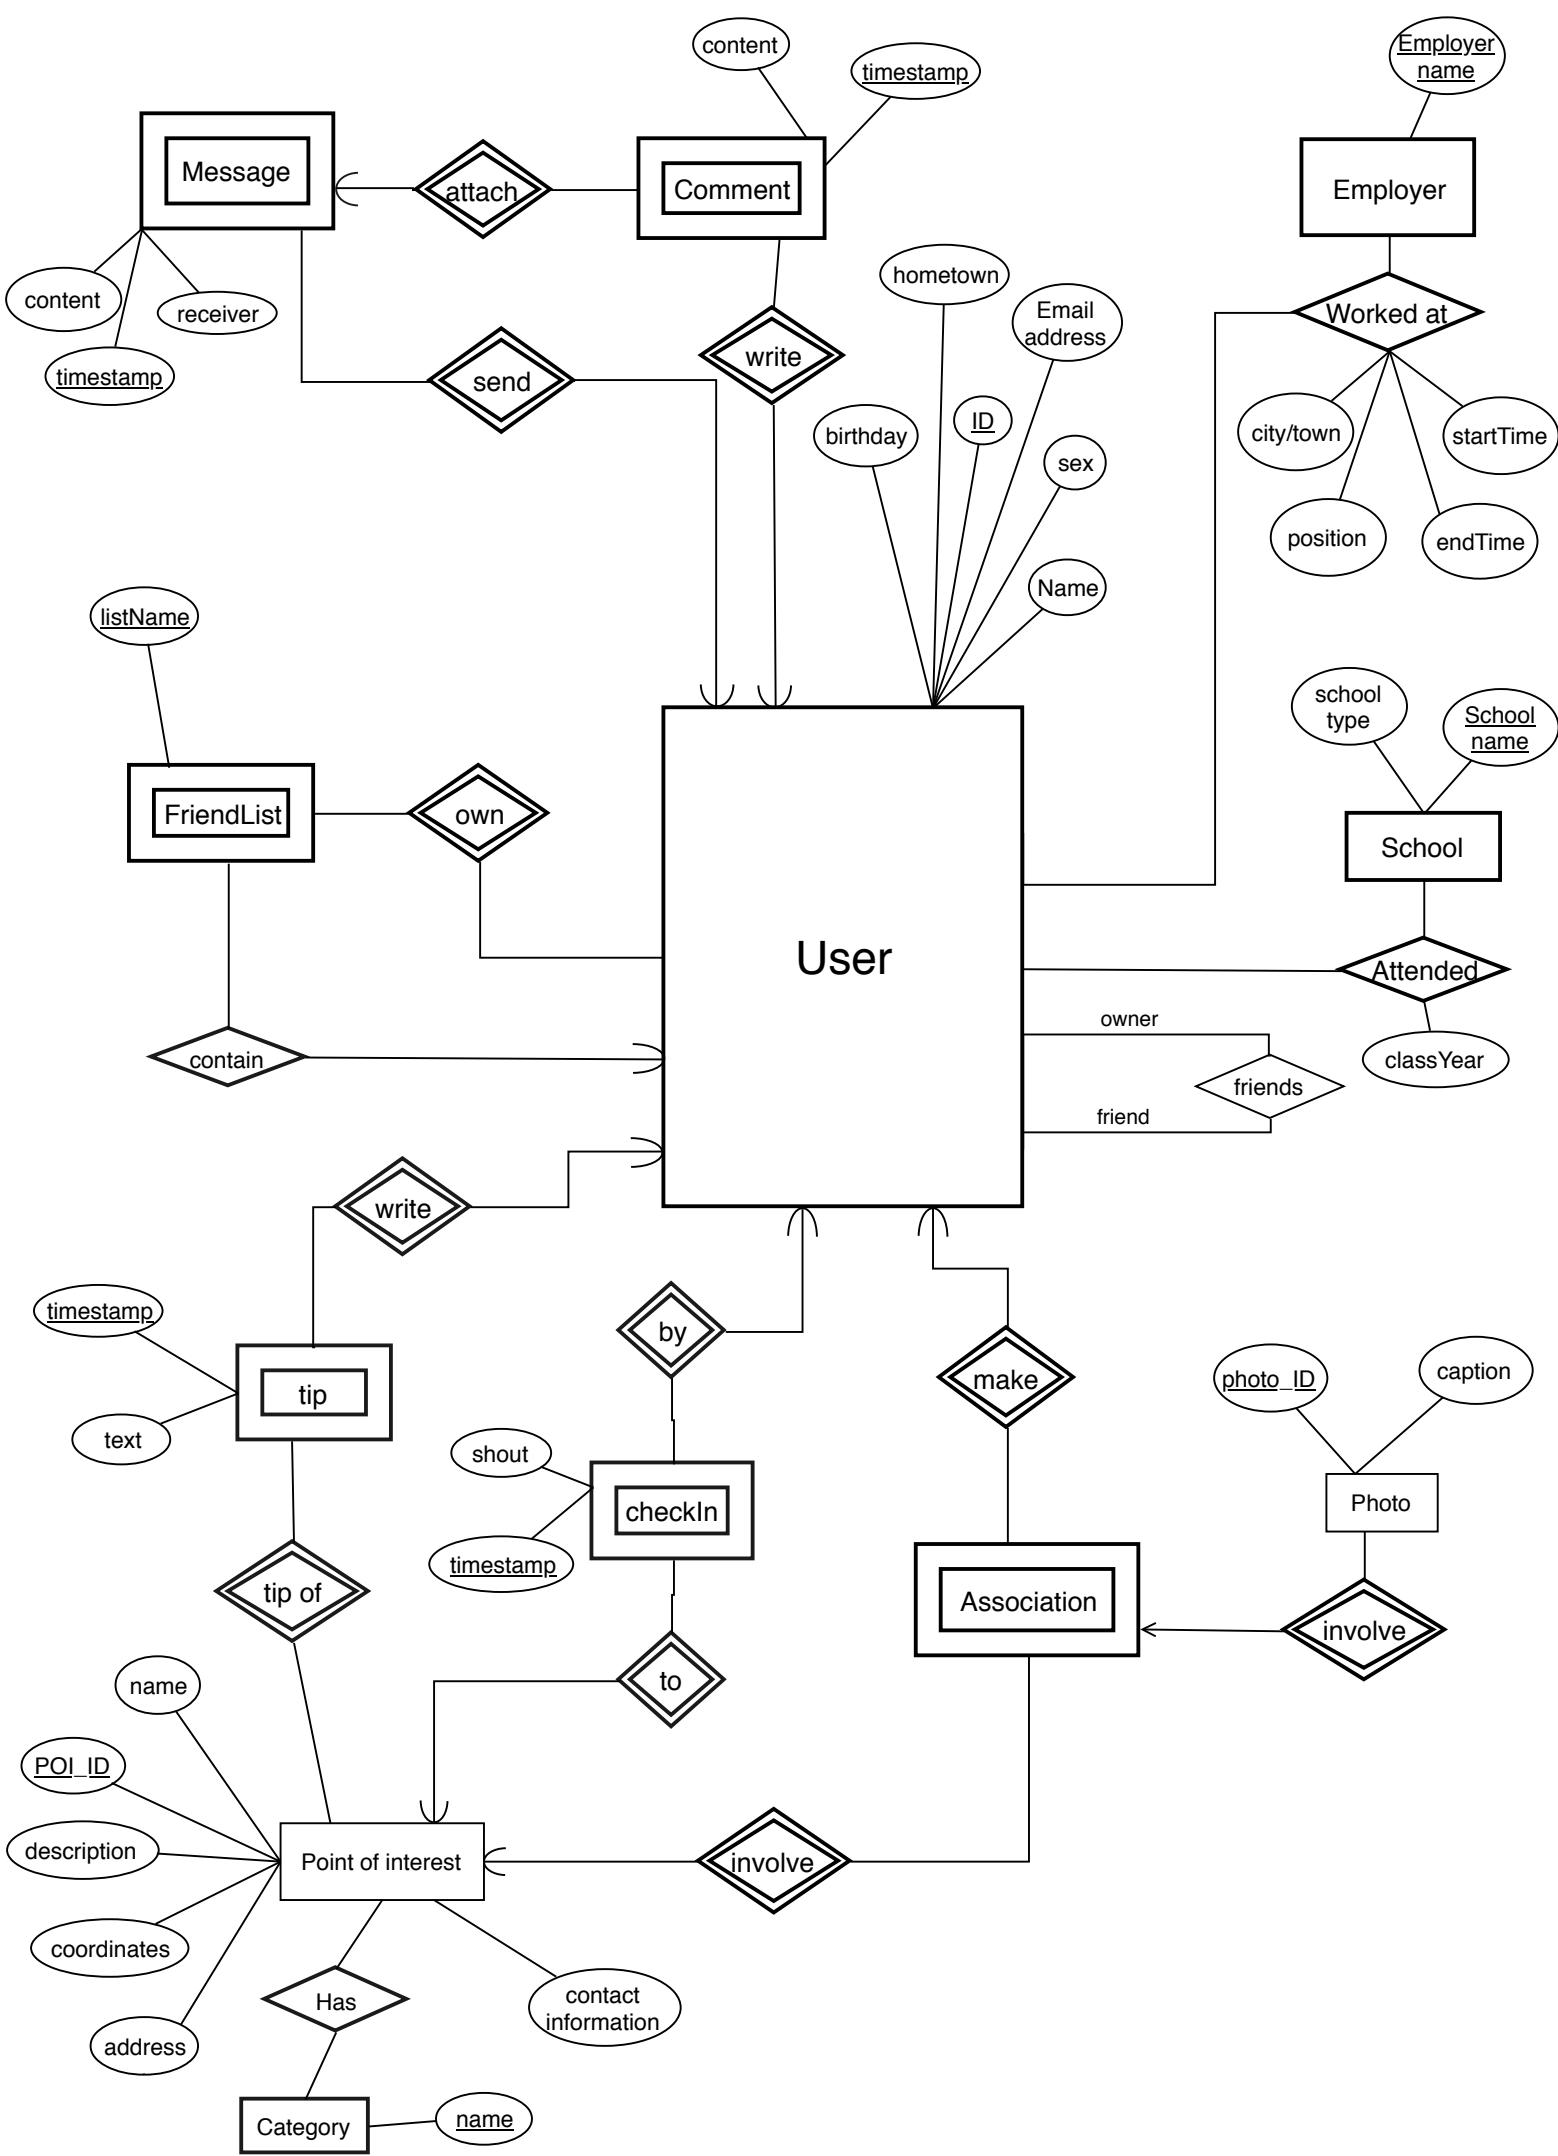 content
timestamp
Employer
name
Message
attach
Comment
Employer
content
receiver
timestamp
send
write
hometown
Email
address
birthday
ID
sex
Name
Worked at
city/town
startTime
position
endTime
listName
FriendList
own
contain
User
school
type
School
name
School
Attended
classYear
owner
friends
friend
write
timestamp
tip
text
by
make
shout
checkIn
timestamp
photo_ID
caption
Photo
Association
involve
tip of
to
name
POI_ID
description
coordinates
address
Point of interest
involve
Has
contact
information
Category
name